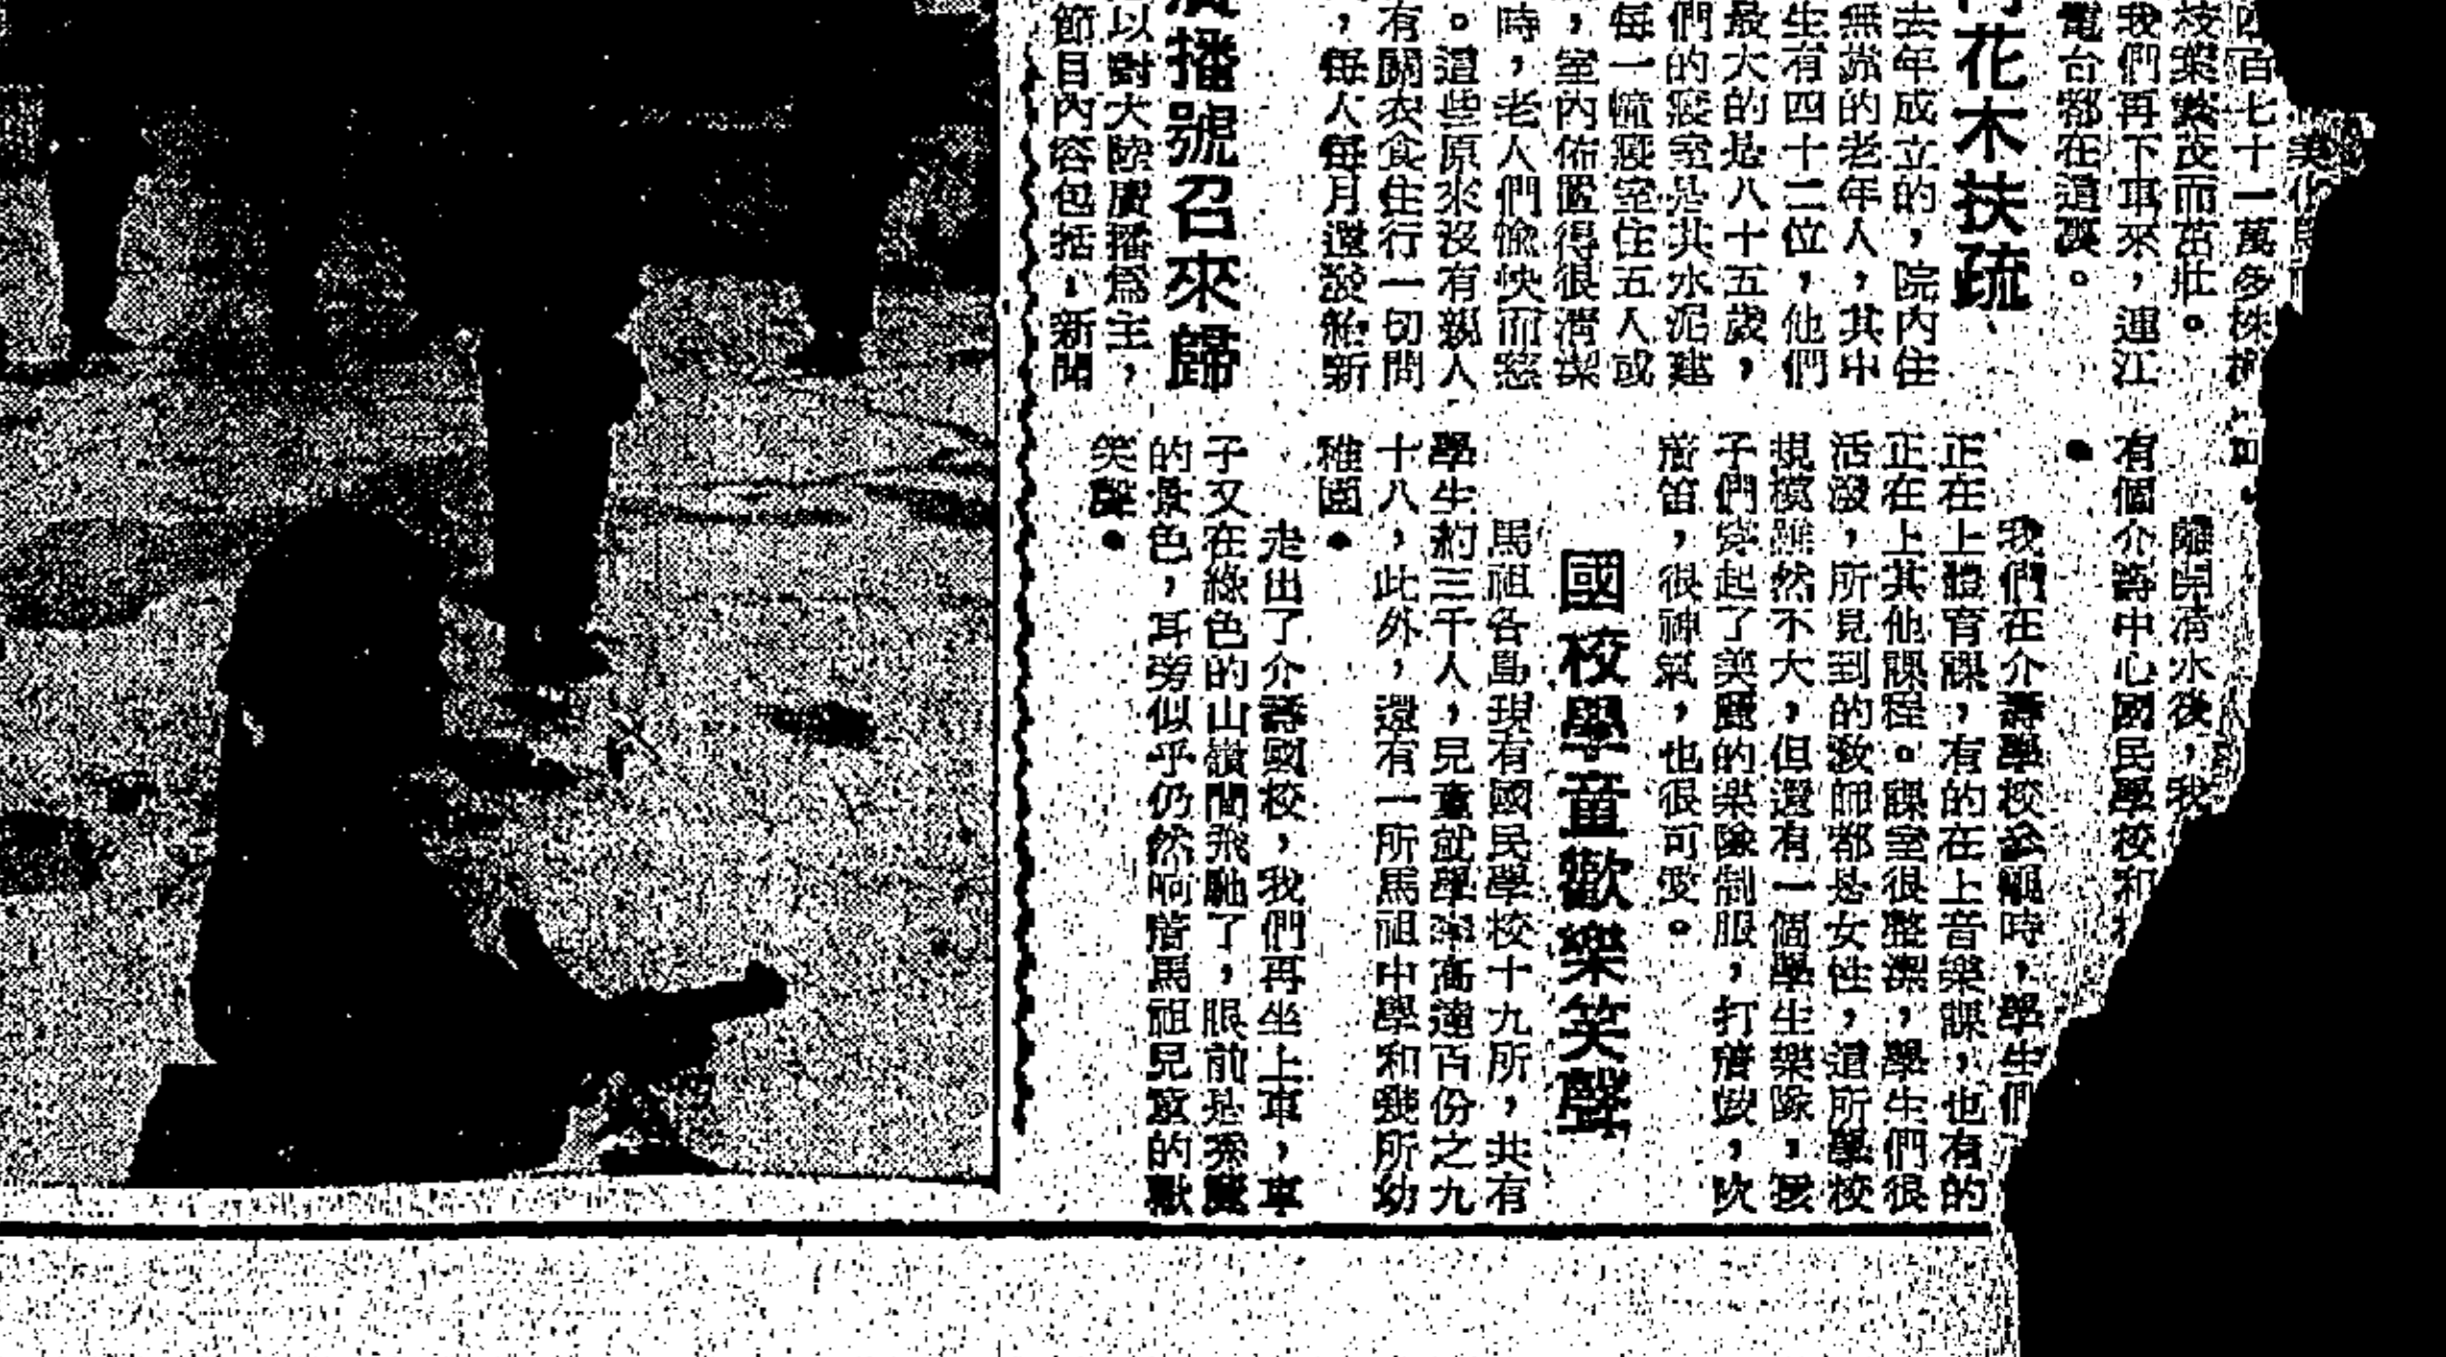 四百七十一萬多株
枝葉繁茂而茁壯。
我們再下車來，連江
電台都在這裏。
花木扶疏
去年成立的，院內住
無常的老年人，其中
生有四十二位，他們
最大的是八十五歲，
們的寢室是共水泥建
每一幢寢室住五人或
，室內佈置得很清潔
時，老人們愉快而慈
。這些原來沒有親人
有關衣食住行一切問
，每人每月還發給新
廣播號召來歸
以對大陸廣播為主，
節目內容包括：新聞
離開清水後，我
有個介壽中心國民學校和
。
我們在介壽學校參觀時，學生們
正在上體育課，有的在上音樂課，也有的
正在上其他課程。課室很整潔，學生們很
活潑，所見到的教師都是女性，這所學校
規模雖然不大，但還有一個學生樂隊，孩
子們穿起了美麗的樂隊制服，打着鼓，吹
着笛，很神氣，也很可愛。
國校學童歡樂笑聲
馬祖各島現有國民學校十九所，共有
學生約三千人，兒童就學率高達百份之九
十八，此外，還有一所馬祖中學和幾所幼
稚園。
走出了介壽國校，我們再坐上車，車
子又在綠色的山嶺間飛馳了，眼前是秀麗
的景色，耳旁似乎仍然响着馬祖兒童的歡
笑聲。